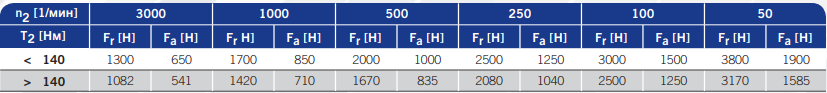 n2 [1/мин] 3000 1000 500 250 100 50
T2 [Нм] Fr [Н] Fa [Н] Fr Н] Fa [Н] Fr [Н] Fa [Н] Fr [Н] Fa [Н] Fr [Н] Fa [Н] Fr [Н] Fa [Н]
< 140 1300 650 1700 850 2000 1000 2500 1250 3000 1500 3800 1900
> 140 1082 541 1420 710 1670 835 2080 1040 2500 1250 3170 1585